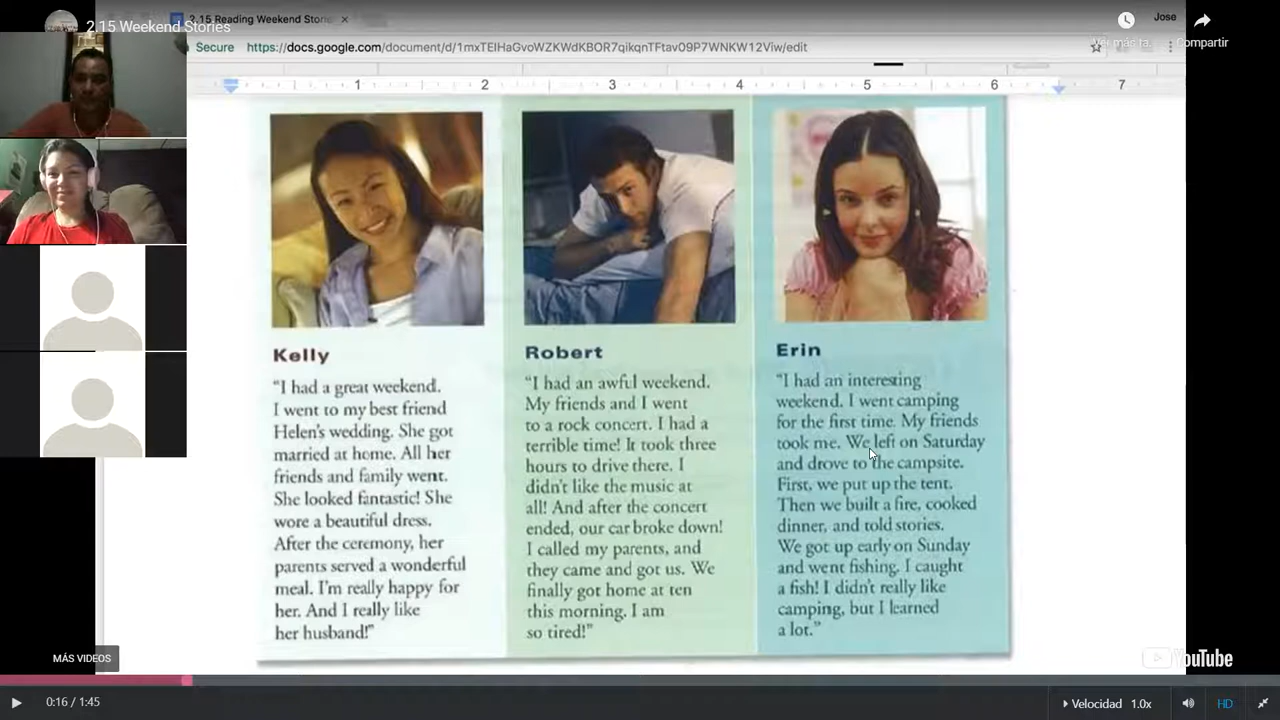 2.15 Reading Weekend Stori
2.15 Weekend Stories
Jose
Secure https://docs.google.com/document/d/1mxTEIHaGvoWZKWdKBOR7qikqnTFtav09P7WNKW12Viw/edit
Ver más ta...
Compartir
1 2 3 4 5 6 7
Kelly
"I had a great weekend.
I went to my best friend
Helen's wedding. She got
married at home. All her
friends and family went.
She looked fantastic! She
wore a beautiful dress.
After the ceremony, her
parents served a wonderful
meal. I'm really happy for
her. And I really like
her husband!"
Robert
"I had an awful weekend.
My friends and I went
to a rock concert. I had a
terrible time! It took three
hours to drive there. I
didn't like the music at
all! And after the concert
ended, our car broke down!
I called my parents, and
they came and got us. We
finally got home at ten
this morning. I am
so tired!"
Erin
"I had an interesting
weekend. I went camping
for the first time. My friends
took me. We left on Saturday
and drove to the campsite.
First, we put up the tent.
Then we built a fire, cooked
dinner, and told stories.
We got up early on Sunday
and went fishing. I caught
a fish! I didn't really like
camping, but I learned
a lot."
MÁS VIDEOS
YouTube
0:16 / 1:45
Velocidad 1.0x
HD